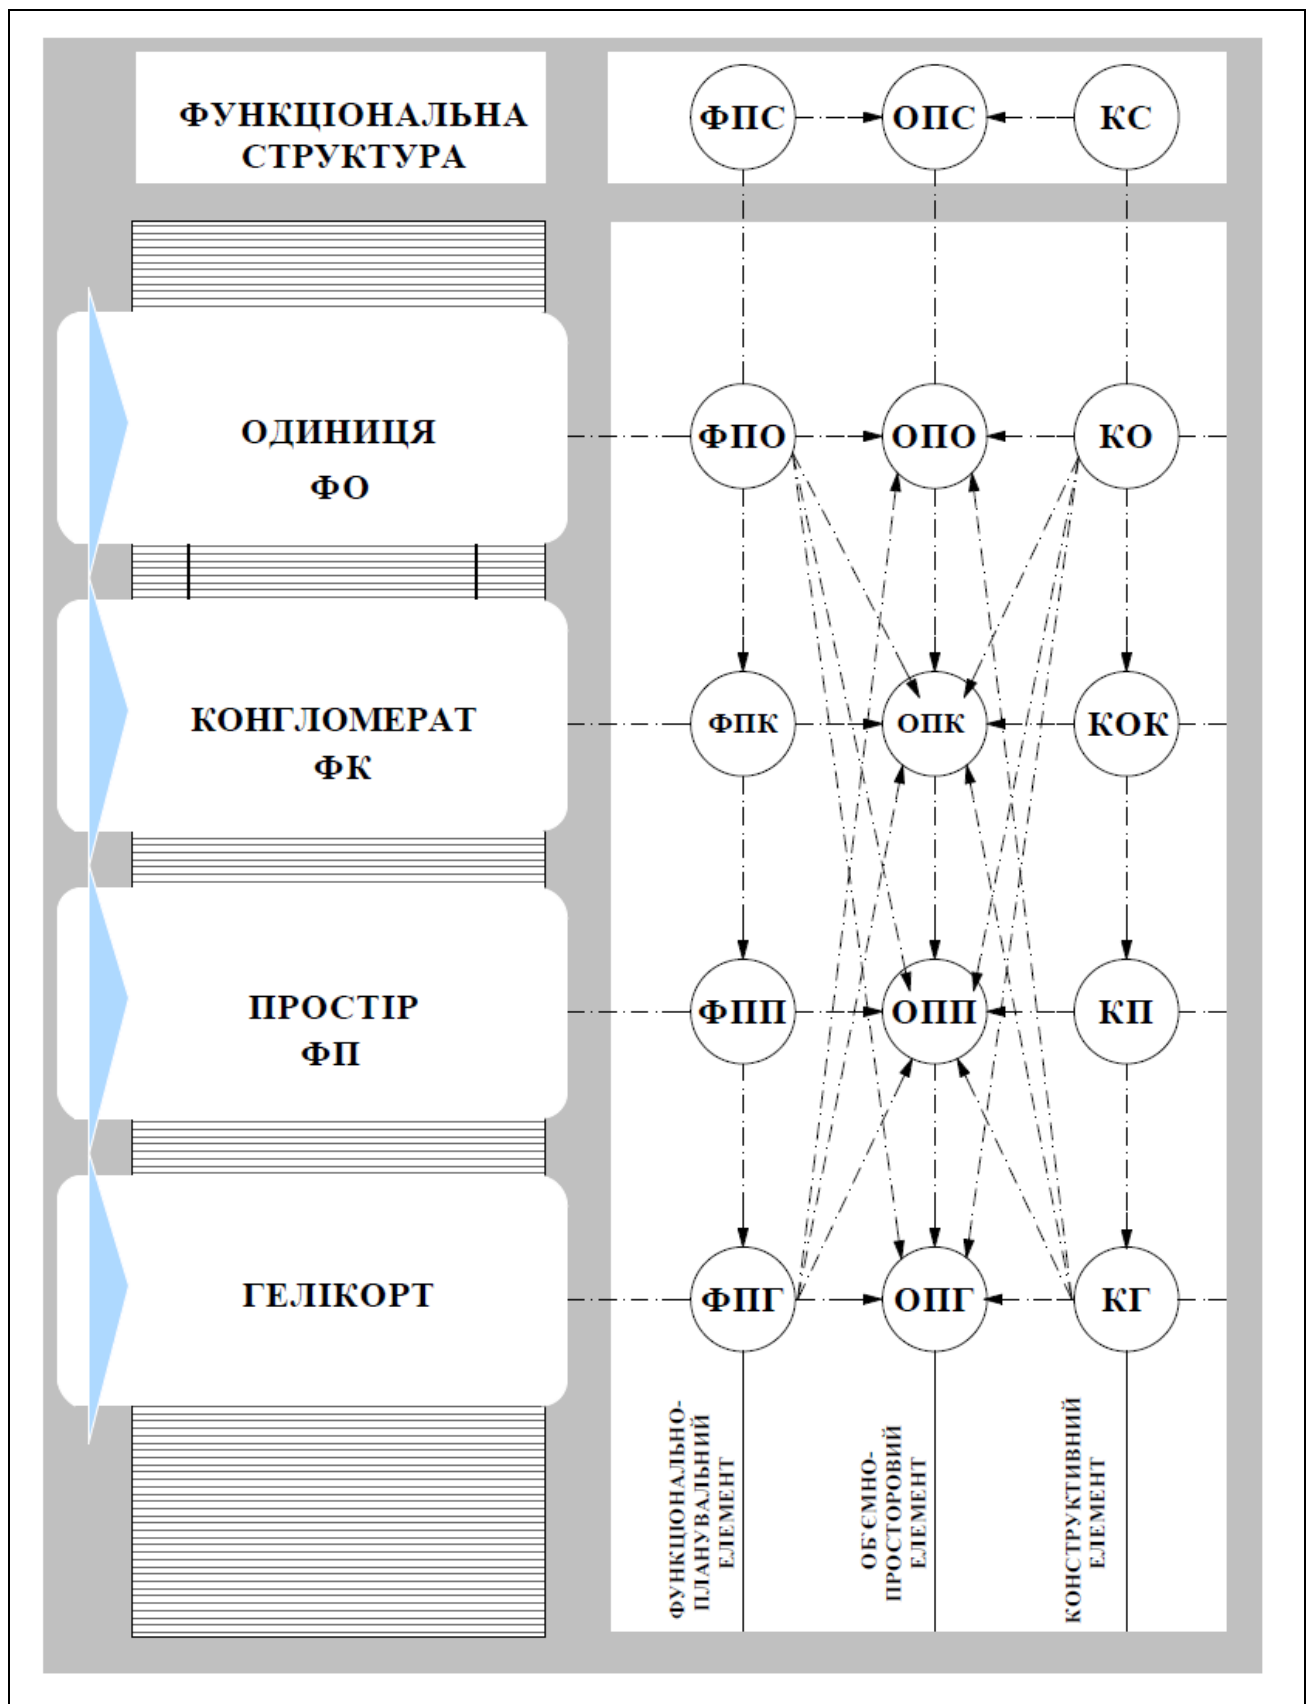 ФУНКЦІОНАЛЬНА
СТРУКТУРА
ФПС
ОПС
КС
ОДИНИЦЯ
ФО
ФПО
ОПО
КО
КОНГЛОМЕРАТ
ФК
ФПК
ОПК
КОК
ПРОСТІР
ФП
ФПП
ОПП
КП
ГЕЛІКОРТ
ФПГ
ОПГ
КГ
ФУНКЦІОНАЛЬНО-
ПЛАНУВАЛЬНИЙ
ЕЛЕМЕНТ
ОБ`ЄМНО-
ПРОСТОРОВИЙ
ЕЛЕМЕНТ
КОНСТРУКТИВНИЙ
ЕЛЕМЕНТ